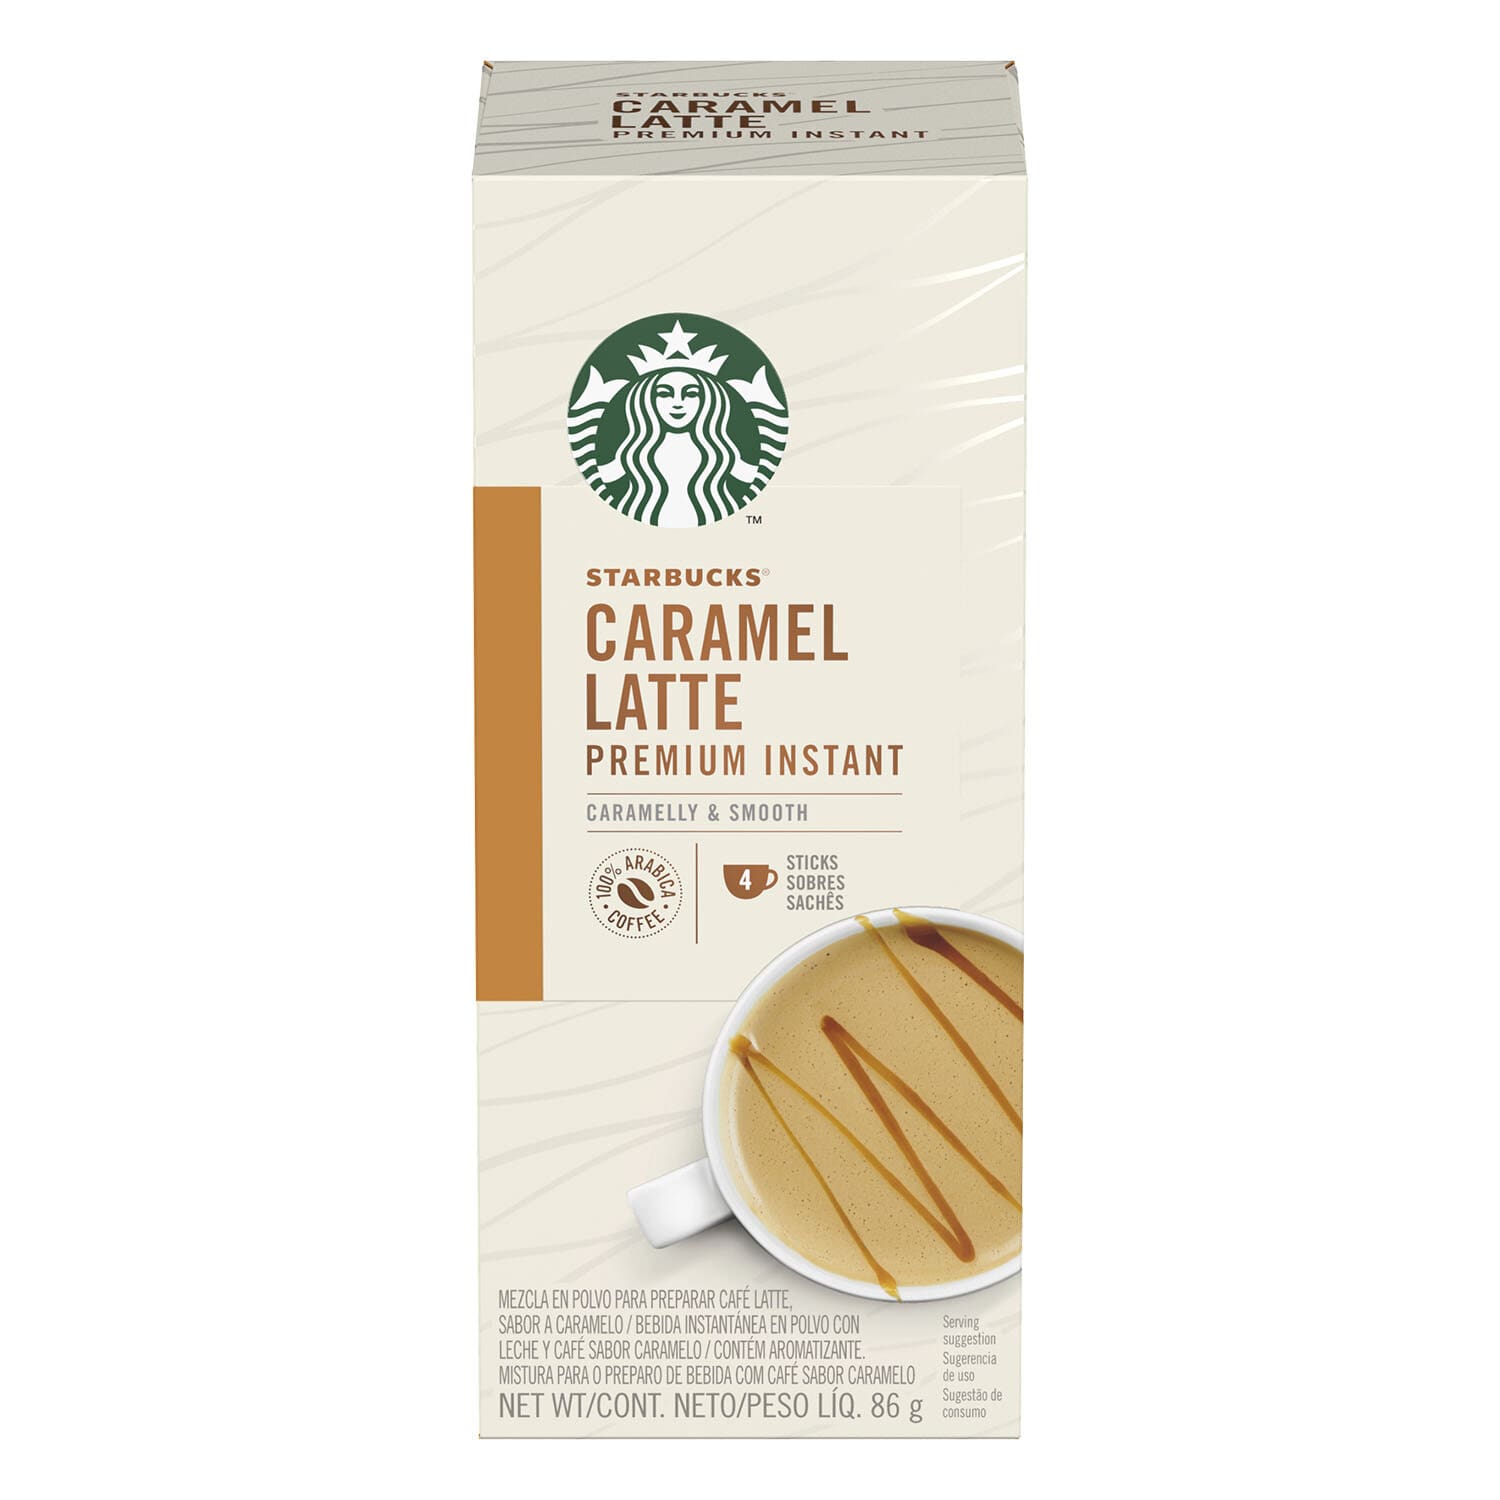 STARBUCKS
CARAMEL
LATTE
PREMIUM INSTANT
TM
STARBUCKS®
CARAMEL
LATTE
PREMIUM INSTANT
CARAMELLY & SMOOTH
100% ARABICA
COFFEE
4
STICKS
SOBRES
SACHÊS
MEZCLA EN POLVO PARA PREPARAR CAFÉ LATTE,
SABOR A CARAMELO / BEBIDA INSTANTÁNEA EN POLVO CON
LECHE Y CAFÉ SABOR CARAMELO / CONTÉM AROMATIZANTE.
MISTURA PARA O PREPARO DE BEBIDA COM CAFÉ SABOR CARAMELO
NET WT/CONT. NETO/PESO LÍQ. 86 g
Serving
suggestion
Sugerencia
de uso
Sugestão de
consumo